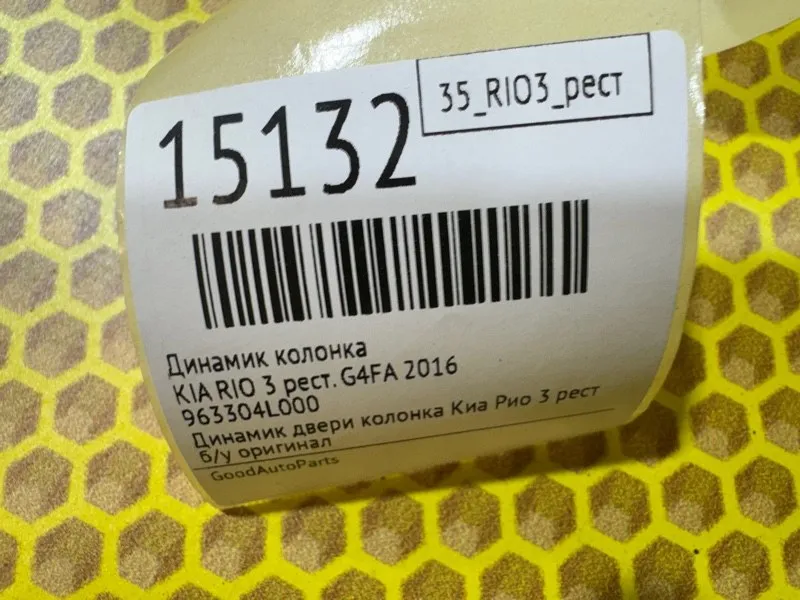 35_RIO3_рест
15132
Динамик колонка
KIA RIO 3 рест. G4FA 2016
963304L000
Динамик двери колонка Киа Рио 3 рест
б/у оригинал
GoodAutoParts